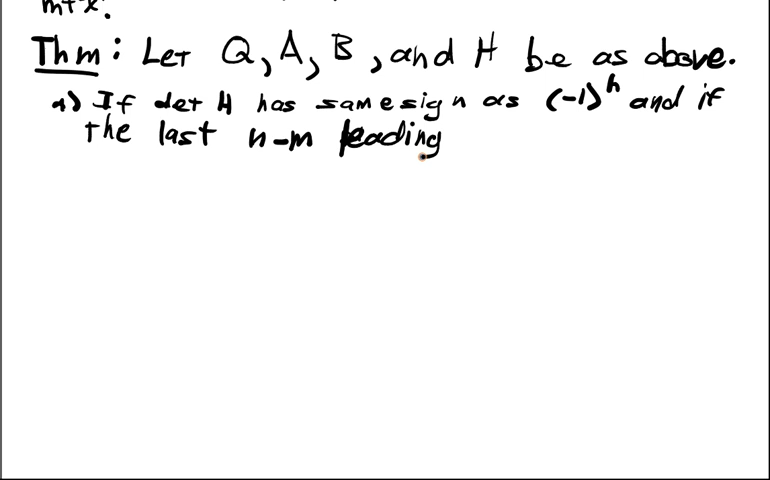 m+x.
Thm: Let Q, A, B, and H be as above.
a) If det H has same sign as (-1)^n and if
the last n-m leading